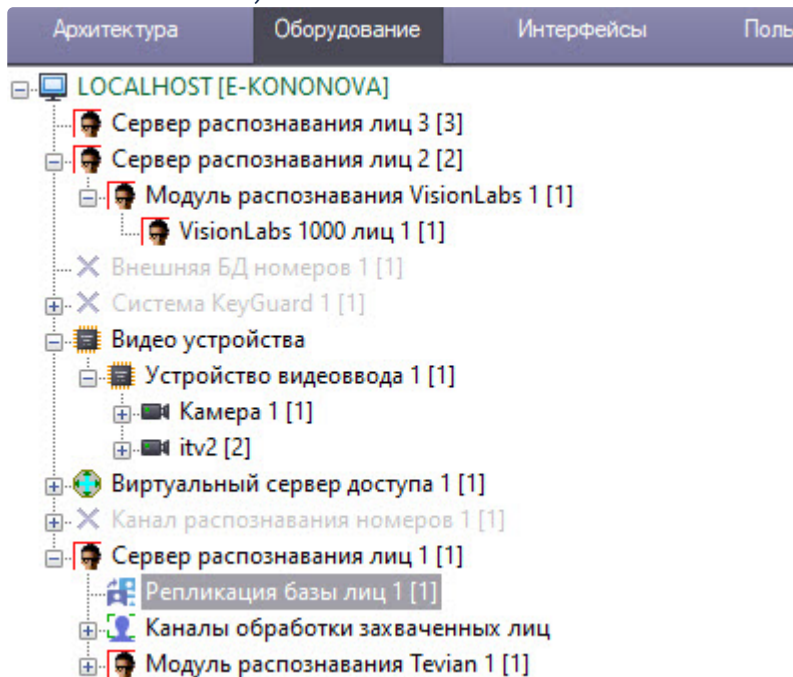 Архитектура Оборудование Интерфейсы Поль
LOCALHOST [E-KONONOVA]
Сервер распознавания лиц 3 [3]
Сервер распознавания лиц 2 [2]
Модуль распознавания VisionLabs 1 [1]
VisionLabs 1000 лиц 1 [1]
Внешняя БД номеров 1 [1]
Система KeyGuard 1 [1]
Видео устройства
Устройство видеоввода 1 [1]
Камера 1 [1]
itv2 [2]
Виртуальный сервер доступа 1 [1]
Канал распознавания номеров 1 [1]
Сервер распознавания лиц 1 [1]
Репликация базы лиц 1 [1]
Каналы обработки захваченных лиц
Модуль распознавания Tevian 1 [1]